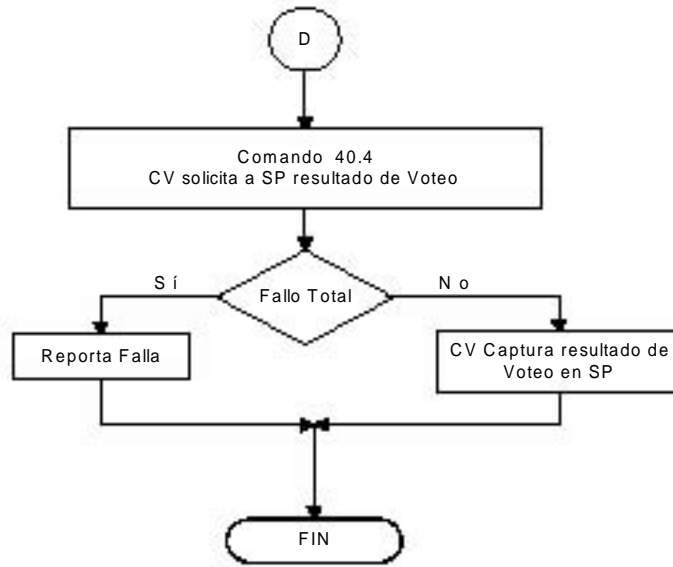 D
Comando 40.4
CV solicita a SP resultado de Voteo
Sí
No
Fallo Total
Reporta Falla
CV Captura resultado de
Voteo en SP
FIN